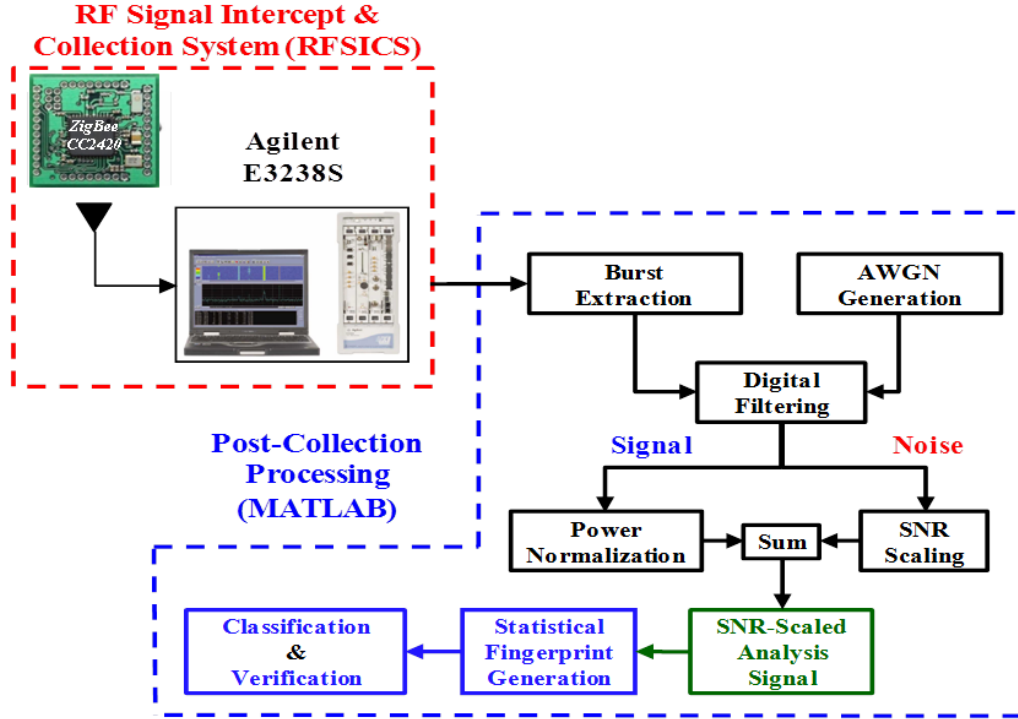 RF Signal Intercept &
Collection System (RFSICS)
ZigBee
CC2420
Agilent
E3238S
Burst
Extraction
AWGN
Generation
Digital
Filtering
Post-Collection
Processing
(MATLAB)
Signal
Noise
Power
Normalization
Sum
SNR
Scaling
Classification
&
Verification
Statistical
Fingerprint
Generation
SNR-Scaled
Analysis
Signal